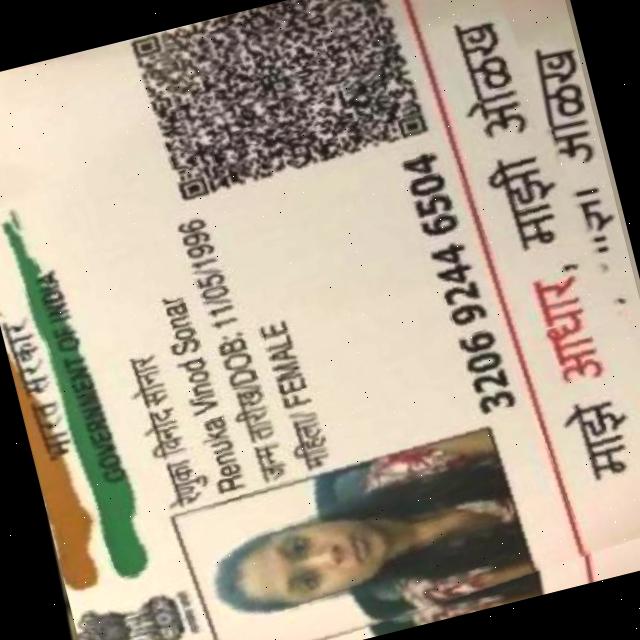 भारत सरकार
GOVERNMENT OF INDIA
रेणुका विनोद सोनार
Renuka Vinod Sonar
जन्म तारीख/DOB: 11/05/1996
महिला/ FEMALE
3206 9244 6504
माझे आधार, माझी ओळख
ओळख